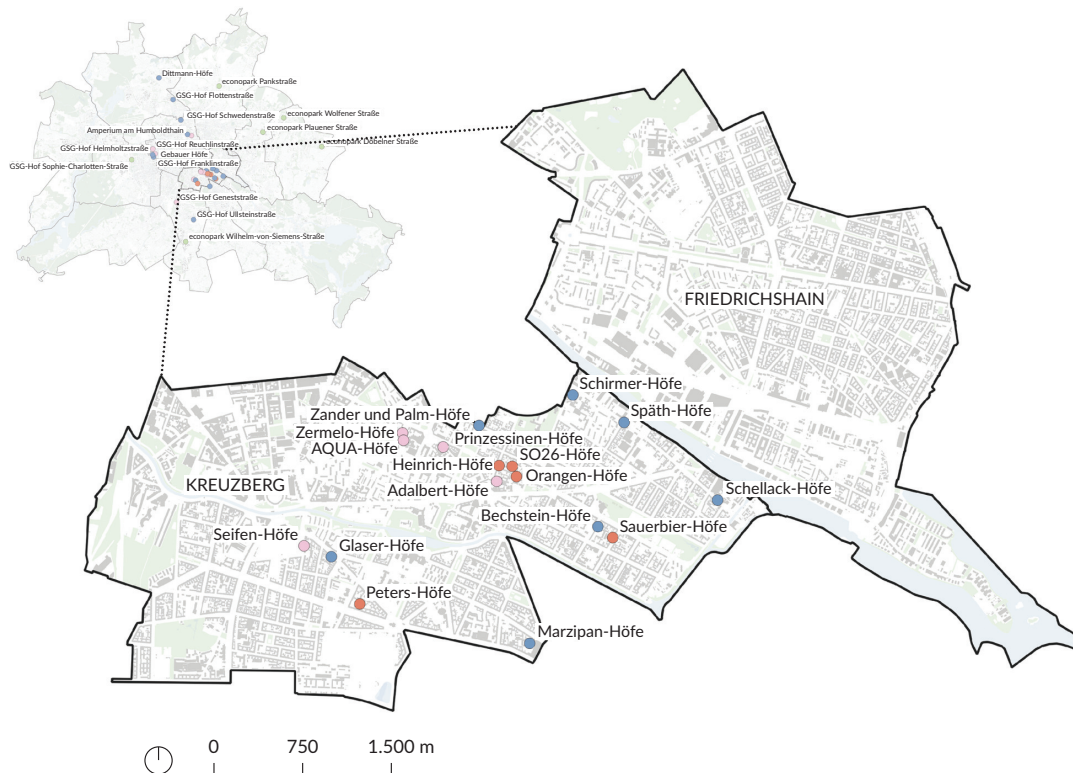 Dittmann-Höfe
econopark Pankstraße
GSG-Hof Flottenstraße
GSG-Hof Schwedenstraße
econopark Wolfener Straße
Amperium am Humboldthain
econopark Plauener Straße
GSG-Hof Reuchlinstraße
econopark Döbelner Straße
GSG-Hof Helmholtzstraße
Gebauer Höfe
GSG-Hof Sophie-Charlotten-Straße
GSG-Hof Franklinstraße
GSG-Hof Geneststraße
GSG-Hof Ullsteinstraße
econopark Wilhelm-von-Siemens-Straße
FRIEDRICHSHAIN
Schirmer-Höfe
Zander und Palm-Höfe
Späth-Höfe
Zermelo-Höfe
Prinzessinen-Höfe
AQUA-Höfe
SO26-Höfe
Heinrich-Höfe
Orangen-Höfe
KREUZBERG
Adalbert-Höfe
Schellack-Höfe
Bechstein-Höfe
Sauerbier-Höfe
Seifen-Höfe
Glaser-Höfe
Peters-Höfe
Marzipan-Höfe
0 750 1.500 m